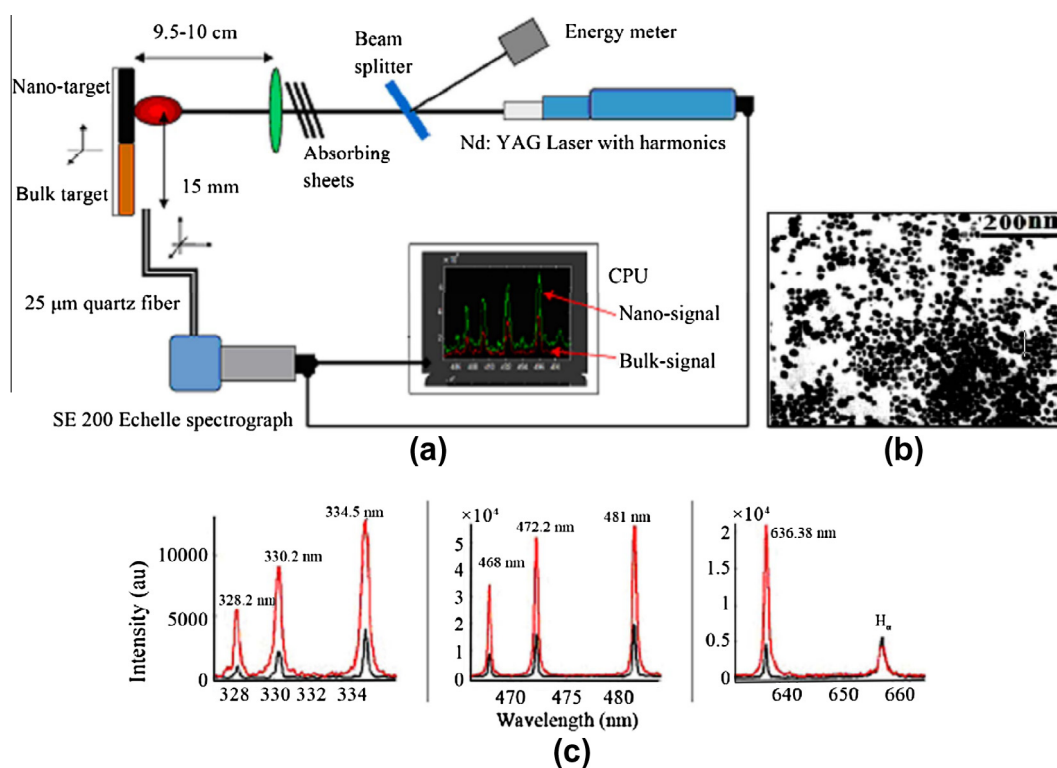 9.5-10 cm
Beam
splitter
Energy meter
Nano-target
Nd: YAG Laser with harmonics
Absorbing
sheets
Bulk target
15 mm
200nm
25 μm quartz fiber
CPU
Nano-signal
Bulk-signal
SE 200 Echelle spectrograph
(a)
(b)
Intensity (au)
10000
5000
0
328.2 nm
330.2 nm
334.5 nm
328 330 332 334
×10⁴
5
4
3
2
1
0
468 nm
472.2 nm
481 nm
470 475 480
×10⁴
2
1.5
1
0.5
0
636.38 nm
Hα
640 650 660
Wavelength (nm)
(c)